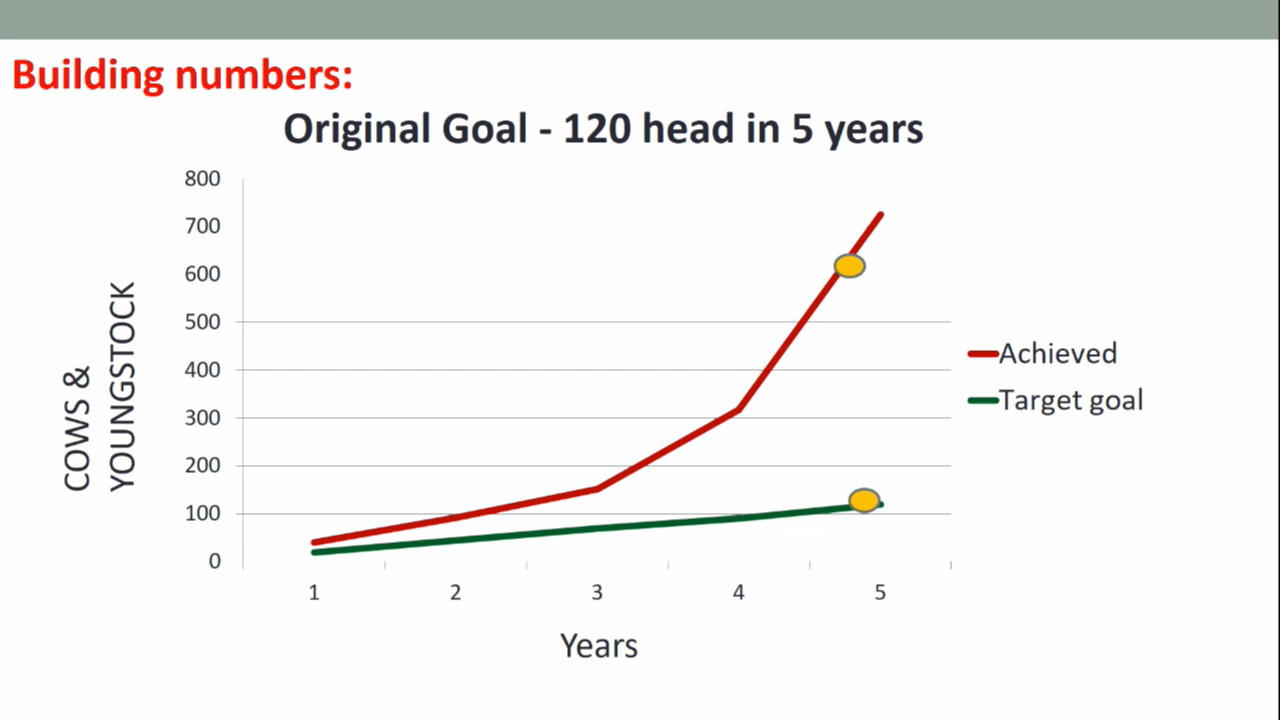 Building numbers:
Original Goal - 120 head in 5 years
800
700
600
500
400
300
200
100
0
COWS &
YOUNGSTOCK
1 2 3 4 5
Years
Achieved
Target goal